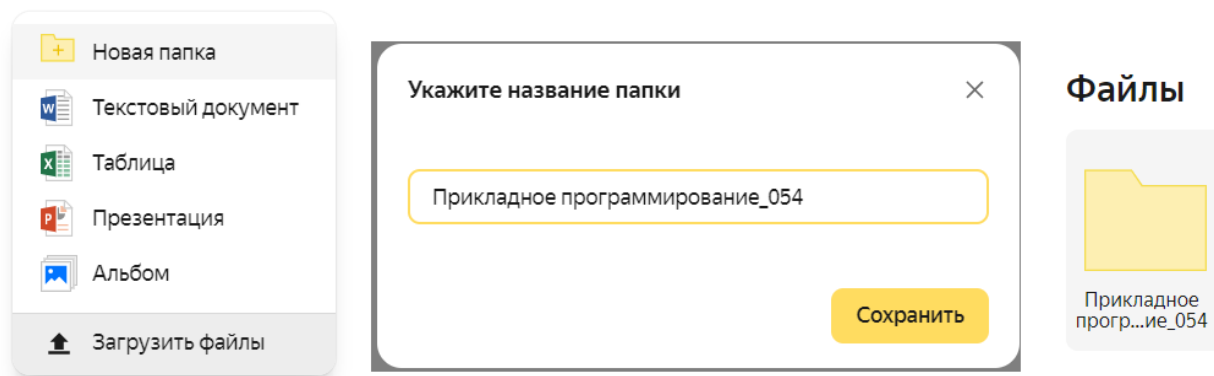 Новая папка
Текстовый документ
Таблица
Презентация
Альбом
Загрузить файлы
Укажите название папки
Прикладное программирование_054
Сохранить
Файлы
Прикладное
прогр...ие_054